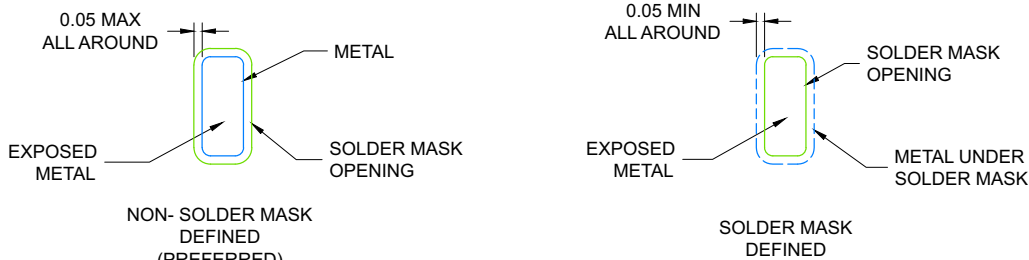 0.05 MAX
ALL AROUND
METAL
EXPOSED
METAL
SOLDER MASK
OPENING
NON- SOLDER MASK
DEFINED
(PREFERRED)
0.05 MIN
ALL AROUND
SOLDER MASK
OPENING
EXPOSED
METAL
METAL UNDER
SOLDER MASK
SOLDER MASK
DEFINED